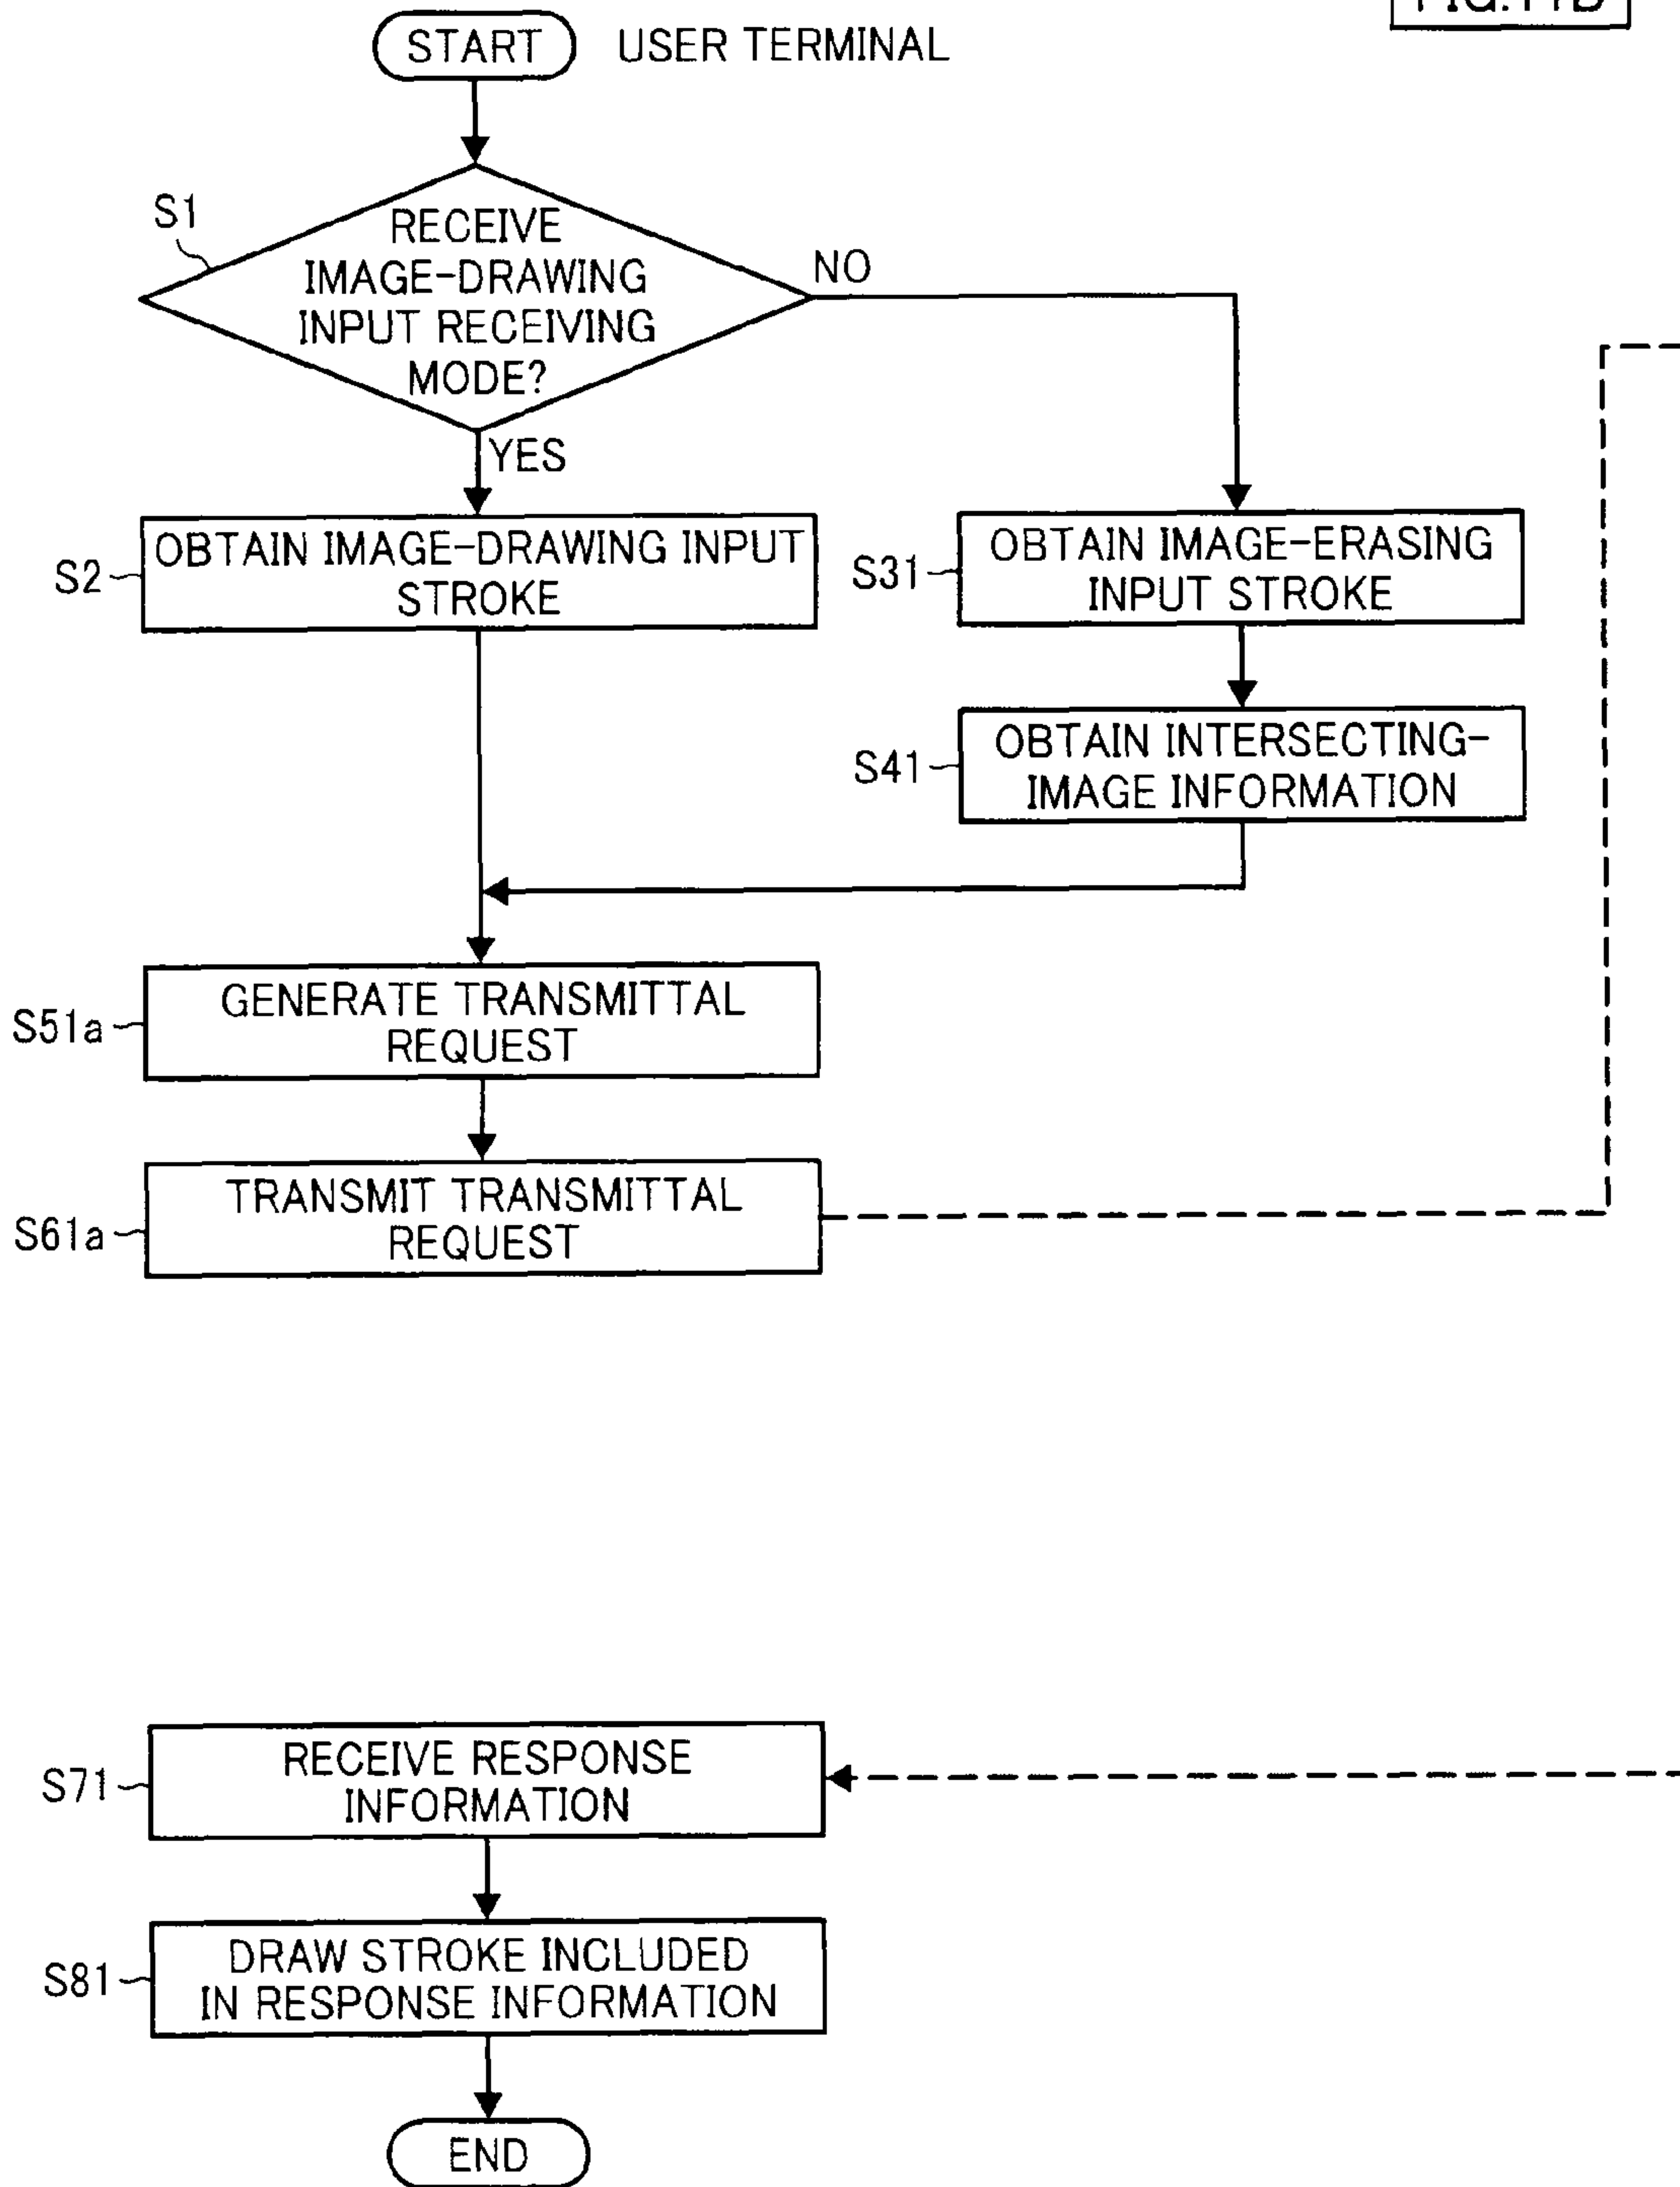 START USER TERMINAL
S1
RECEIVE
IMAGE-DRAWING
INPUT RECEIVING
MODE?
NO
YES
S2
OBTAIN IMAGE-DRAWING INPUT
STROKE
S31
OBTAIN IMAGE-ERASING
INPUT STROKE
S41
OBTAIN INTERSECTING-
IMAGE INFORMATION
S51a
GENERATE TRANSMITTAL
REQUEST
S61a
TRANSMIT TRANSMITTAL
REQUEST
S71
RECEIVE RESPONSE
INFORMATION
S81
DRAW STROKE INCLUDED
IN RESPONSE INFORMATION
END